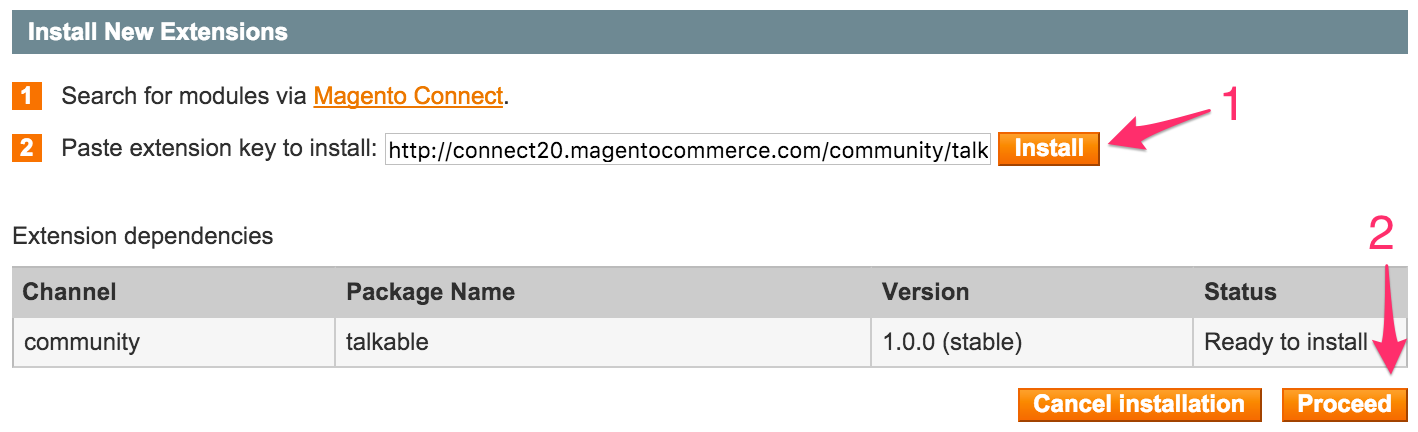 Install New Extensions
1 Search for modules via Magento Connect.
1
2 Paste extension key to install: http://connect20.magentocommerce.com/community/talk Install
2
Extension dependencies
Channel Package Name Version Status
community talkable 1.0.0 (stable) Ready to install
Cancel installation Proceed